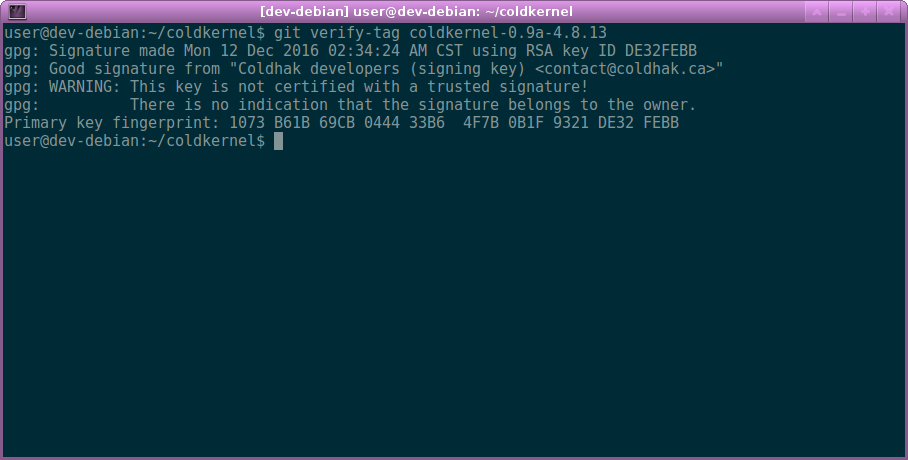 [dev-debian] user@dev-debian: ~/coldkernel
user@dev-debian:~/coldkernel$ git verify-tag coldkernel-0.9a-4.8.13
gpg: Signature made Mon 12 Dec 2016 02:34:24 AM CST using RSA key ID DE32FEBB
gpg: Good signature from "Coldhak developers (signing key) <contact@coldhak.ca>"
gpg: WARNING: This key is not certified with a trusted signature!
gpg:          There is no indication that the signature belongs to the owner.
Primary key fingerprint: 1073 B61B 69CB 0444 33B6  4F7B 0B1F 9321 DE32 FEBB
user@dev-debian:~/coldkernel$